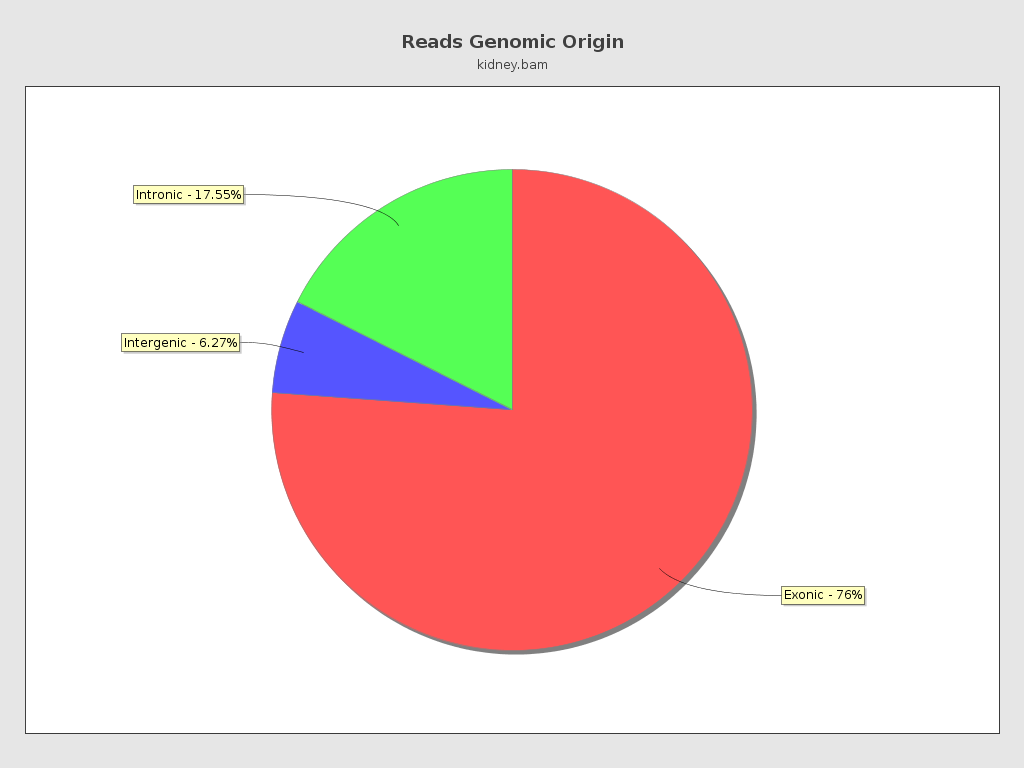 Reads Genomic Origin
kidney.bam
Intronic - 17.55%
Intergenic - 6.27%
Exonic - 76%